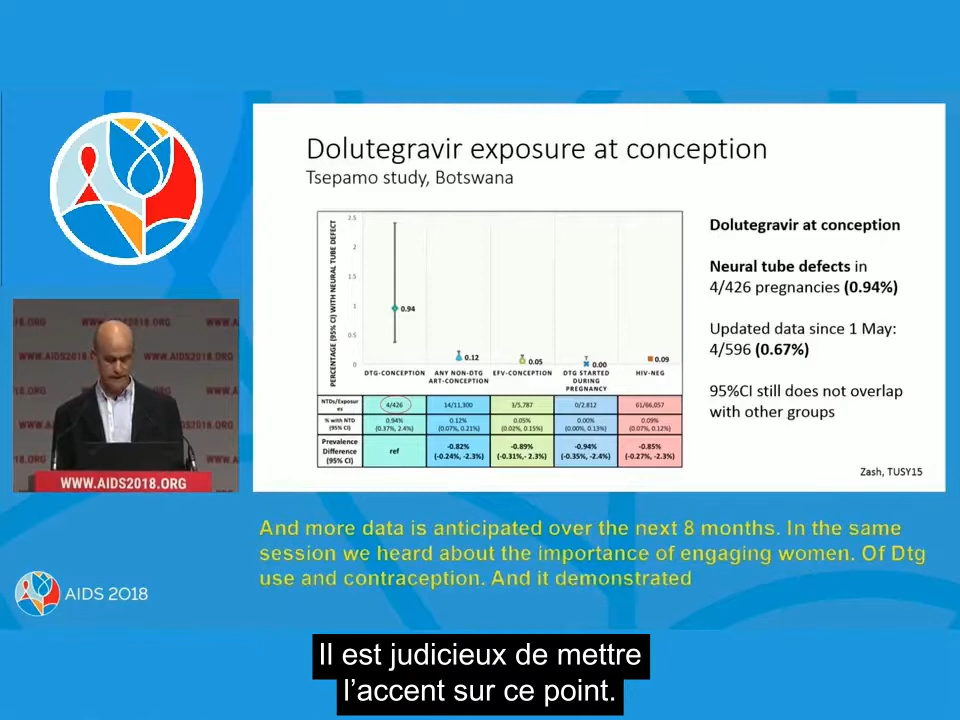 Dolutegravir exposure at conception
Tsepamo study, Botswana
PERCENTAGE (95% CI) WITH NEURAL TUBE DEFECT
2.5
2
1.5
1
0.5
0
0.94
0.12
0.05
0.00
0.09
DTG-CONCEPTION
ANY NON-DTG ART-CONCEPTION
EFV-CONCEPTION
DTG STARTED DURING PREGNANCY
HIV-NEG
NTDs/Exposures 4/426 14/11,300 3/5,787 0/2,812 61/66,057
% with NTD (95% CI) 0.94% (0.37%, 2.4%) 0.12% (0.07%, 0.21%) 0.05% (0.02%, 0.15%) 0.00% (0.00%, 0.13%) 0.09% (0.07%, 0.12%)
Prevalence Difference (95% CI) ref -0.82% (-0.24%, -2.3%) -0.89% (-0.31%,- 2.3%) -0.94% (-0.35%, -2.4%) -0.85% (-0.27%, -2.3%)
Dolutegravir at conception
Neural tube defects in
4/426 pregnancies (0.94%)
Updated data since 1 May:
4/596 (0.67%)
95%CI still does not overlap
with other groups
Zash, TUSY15
WWW.AIDS2018.ORG
And more data is anticipated over the next 8 months. In the same
session we heard about the importance of engaging women. Of Dtg
use and contraception. And it demonstrated
AIDS 2018
Il est judicieux de mettre
l’accent sur ce point.